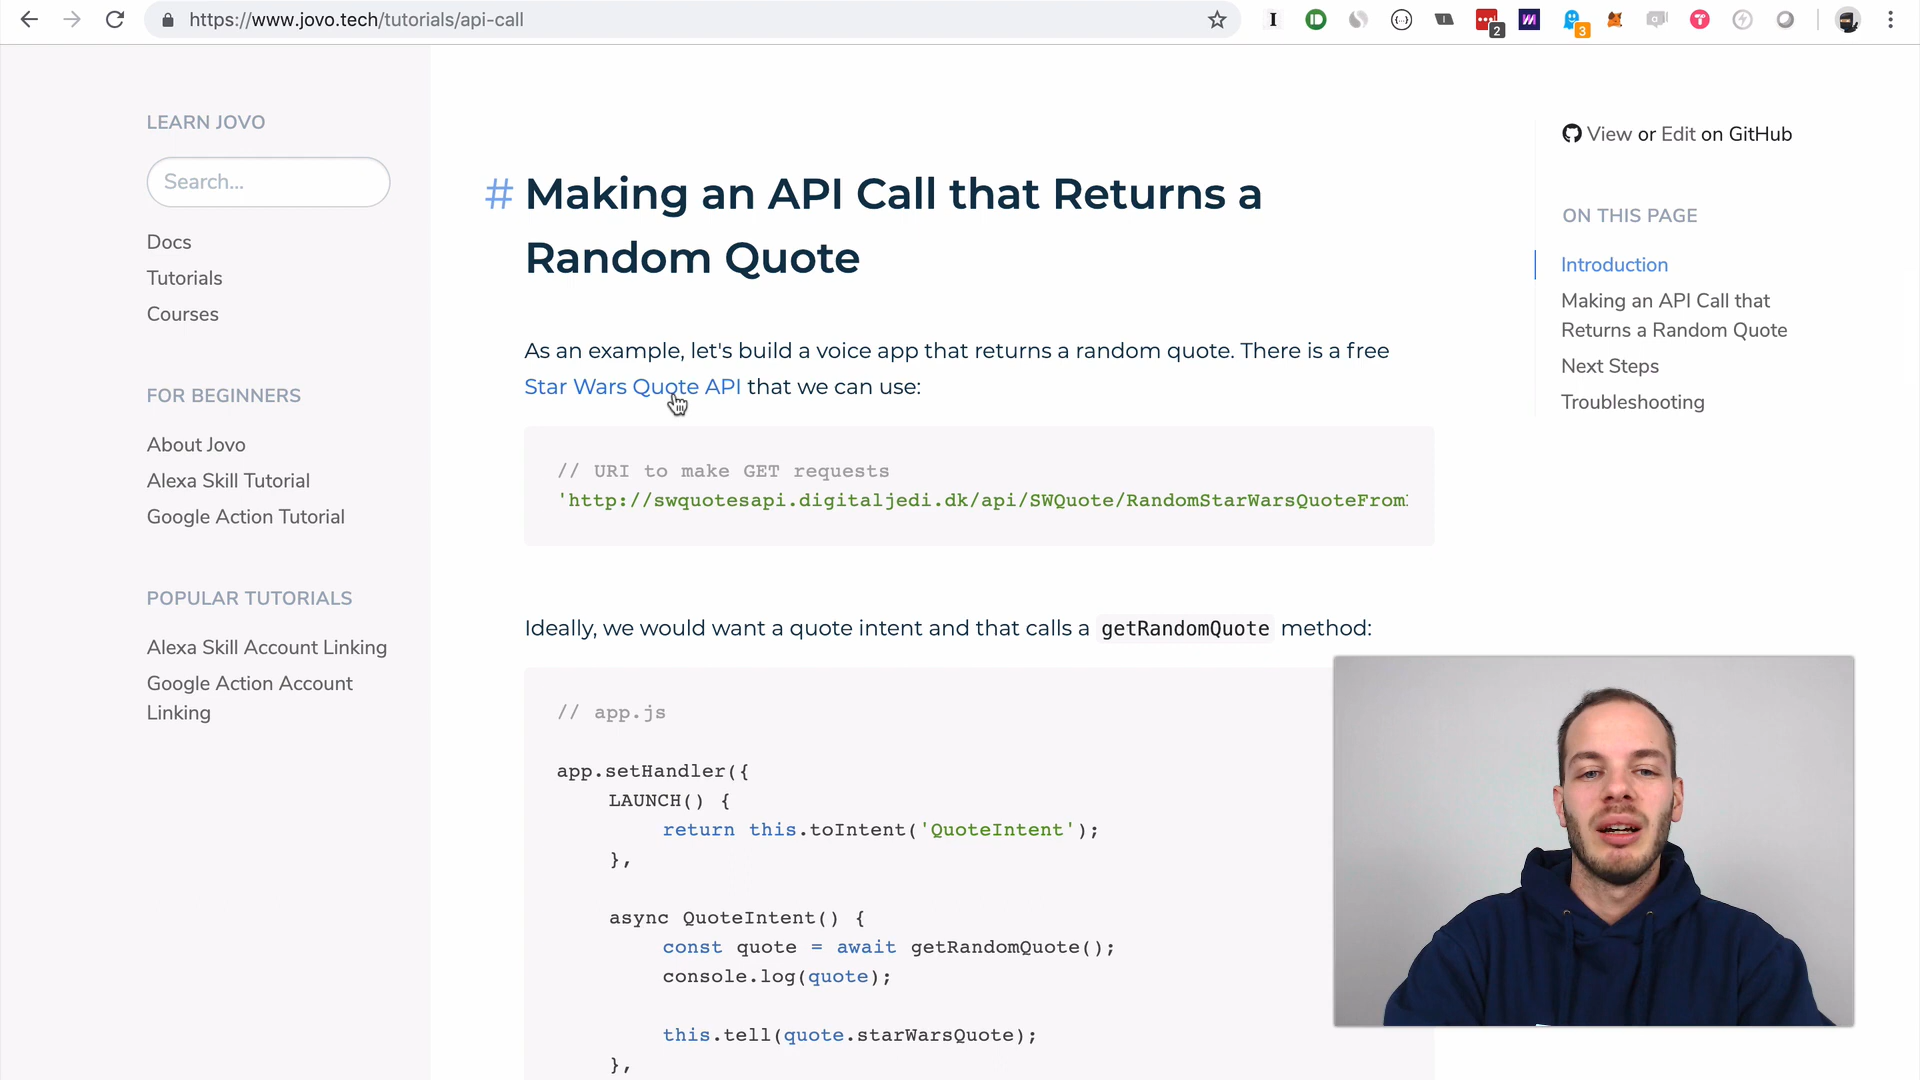 https://www.jovo.tech/tutorials/api-call
2
3
LEARN JOVO
Search...
Docs
Tutorials
Courses
FOR BEGINNERS
About Jovo
Alexa Skill Tutorial
Google Action Tutorial
POPULAR TUTORIALS
Alexa Skill Account Linking
Google Action Account
Linking
# Making an API Call that Returns a
Random Quote
As an example, let's build a voice app that returns a random quote. There is a free
Star Wars Quote API that we can use:
// URI to make GET requests
'http://swquotesapi.digitaljedi.dk/api/SWQuote/RandomStarWarsQuoteFrom
Ideally, we would want a quote intent and that calls a getRandomQuote method:
// app.js
app.setHandler({
LAUNCH() {
return this.toIntent('QuoteIntent');
},
async QuoteIntent() {
const quote = await getRandomQuote();
console.log(quote);
this.tell(quote.starWarsQuote);
},
View or Edit on GitHub
ON THIS PAGE
Introduction
Making an API Call that
Returns a Random Quote
Next Steps
Troubleshooting